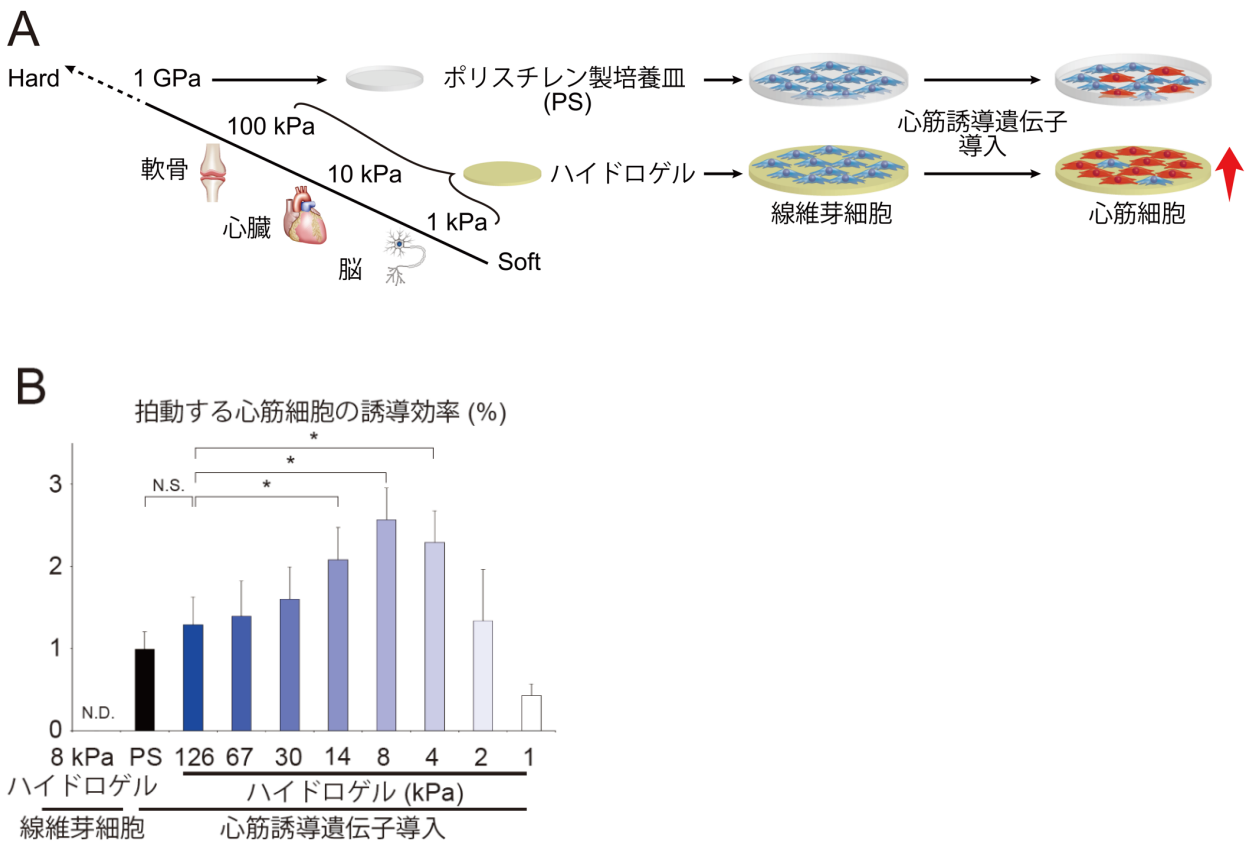 A
Hard
1 GPa
ポリスチレン製培養皿
(PS)
100 kPa
心筋誘導遺伝子
導入
軟骨
10 kPa
ハイドロゲル
心臓
1 kPa
線維芽細胞
心筋細胞
脳
Soft
B
拍動する心筋細胞の誘導効率 (%)
*
*
*
N.S.
3
2
1
0
N.D.
8 kPa PS 126 67 30 14 8 4 2 1
ハイドロゲル ハイドロゲル (kPa)
線維芽細胞 心筋誘導遺伝子導入